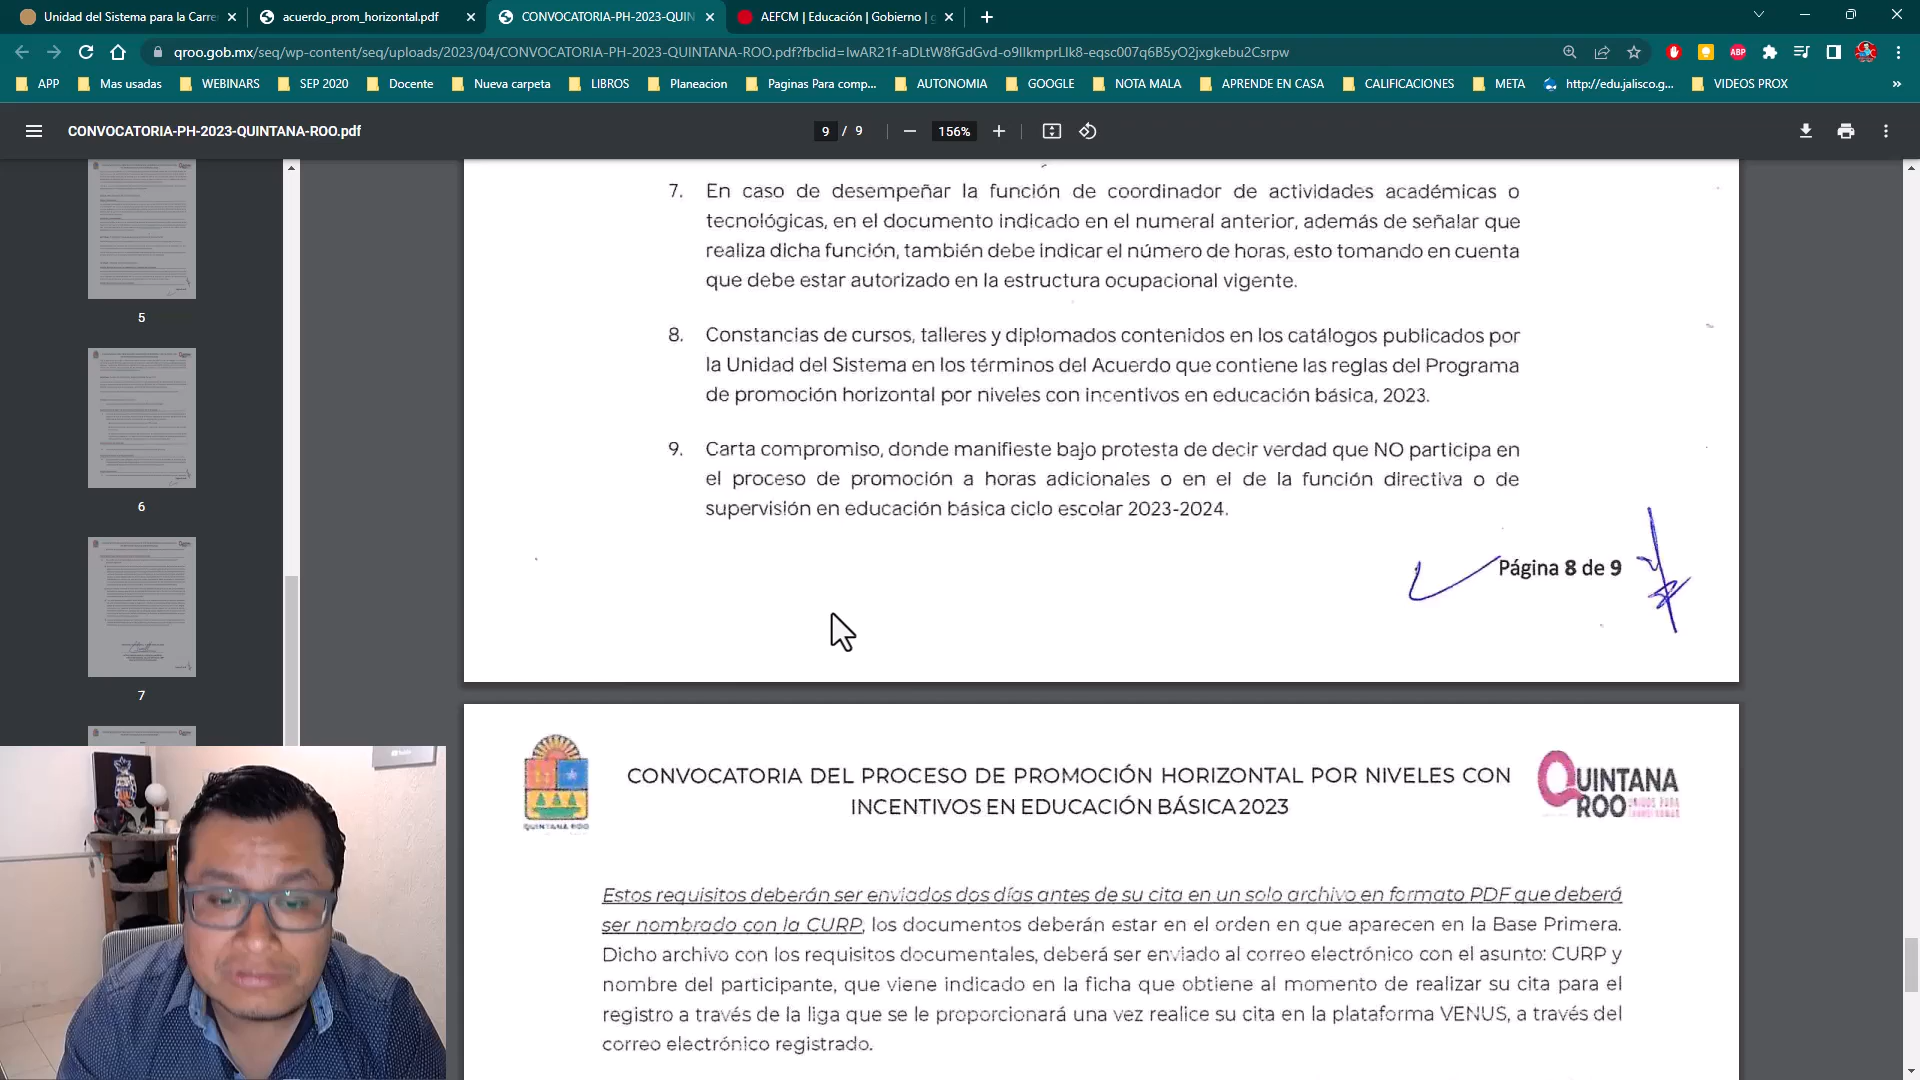 Unidad del Sistema para la Carre
acuerdo_prom_horizontal.pdf
CONVOCATORIA-PH-2023-QUIN
AEFCM | Educación | Gobierno | g
qroo.gob.mx/seq/wp-content/seq/uploads/2023/04/CONVOCATORIA-PH-2023-QUINTANA-ROO.pdf?fbclid=IwAR21f-aDLtW8fGdGvd-o9lIkmprLIk8-eqsc007q6B5yO2jxgkebu2Csrpw
ABP
APP
Mas usadas
WEBINARS
SEP 2020
Docente
Nueva carpeta
LIBROS
Planeacion
Paginas Para comp...
AUTONOMIA
GOOGLE
NOTA MALA
APRENDE EN CASA
CALIFICACIONES
META
http://edu.jalisco.g...
VIDEOS PROX
»
CONVOCATORIA-PH-2023-QUINTANA-ROO.pdf
9 / 9
156%
5
6
7
7. En caso de desempeñar la función de coordinador de actividades académicas o
tecnológicas, en el documento indicado en el numeral anterior, además de señalar que
realiza dicha función, también debe indicar el número de horas, esto tomando en cuenta
que debe estar autorizado en la estructura ocupacional vigente.
8. Constancias de cursos, talleres y diplomados contenidos en los catálogos publicados por
la Unidad del Sistema en los términos del Acuerdo que contiene las reglas del Programa
de promoción horizontal por niveles con incentivos en educación básica, 2023.
9. Carta compromiso, donde manifieste bajo protesta de decir verdad que NO participa en
el proceso de promoción a horas adicionales o en el de la función directiva o de
supervisión en educación básica ciclo escolar 2023-2024.
Página 8 de 9
QUINTANA ROO
CONVOCATORIA DEL PROCESO DE PROMOCIÓN HORIZONTAL POR NIVELES CON
INCENTIVOS EN EDUCACIÓN BÁSICA 2023
QUINTANA
ROO
Estos requisitos deberán ser enviados dos días antes de su cita en un solo archivo en formato PDF que deberá
ser nombrado con la CURP, los documentos deberán estar en el orden en que aparecen en la Base Primera.
Dicho archivo con los requisitos documentales, deberá ser enviado al correo electrónico con el asunto: CURP y
nombre del participante, que viene indicado en la ficha que obtiene al momento de realizar su cita para el
registro a través de la liga que se le proporcionará una vez realice su cita en la plataforma VENUS, a través del
correo electrónico registrado.